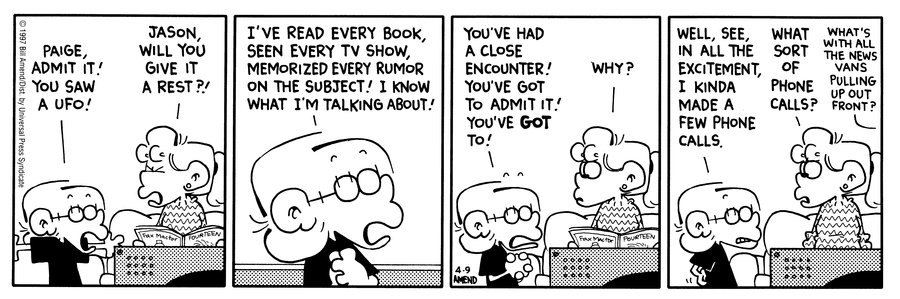 © 1997 Bill Amend/Dist. by Universal Press Syndicate
PAIGE,
ADMIT IT!
YOU SAW
A UFO!
JASON,
WILL YOU
GIVE IT
A REST?!
Fax Machor
FOURTEEN
I'VE READ EVERY BOOK,
SEEN EVERY TV SHOW,
MEMORIZED EVERY RUMOR
ON THE SUBJECT! I KNOW
WHAT I'M TALKING ABOUT!
YOU'VE HAD
A CLOSE
ENCOUNTER!
YOU'VE GOT
TO ADMIT IT!
YOU'VE GOT
TO!
WHY?
Fax Machor
FOURTEEN
4-9
AMEND
WELL, SEE,
IN ALL THE
EXCITEMENT,
I KINDA
MADE A
FEW PHONE
CALLS.
WHAT
SORT
OF
PHONE
CALLS?
WHAT'S
WITH ALL
THE NEWS
VANS
PULLING
UP OUT
FRONT?